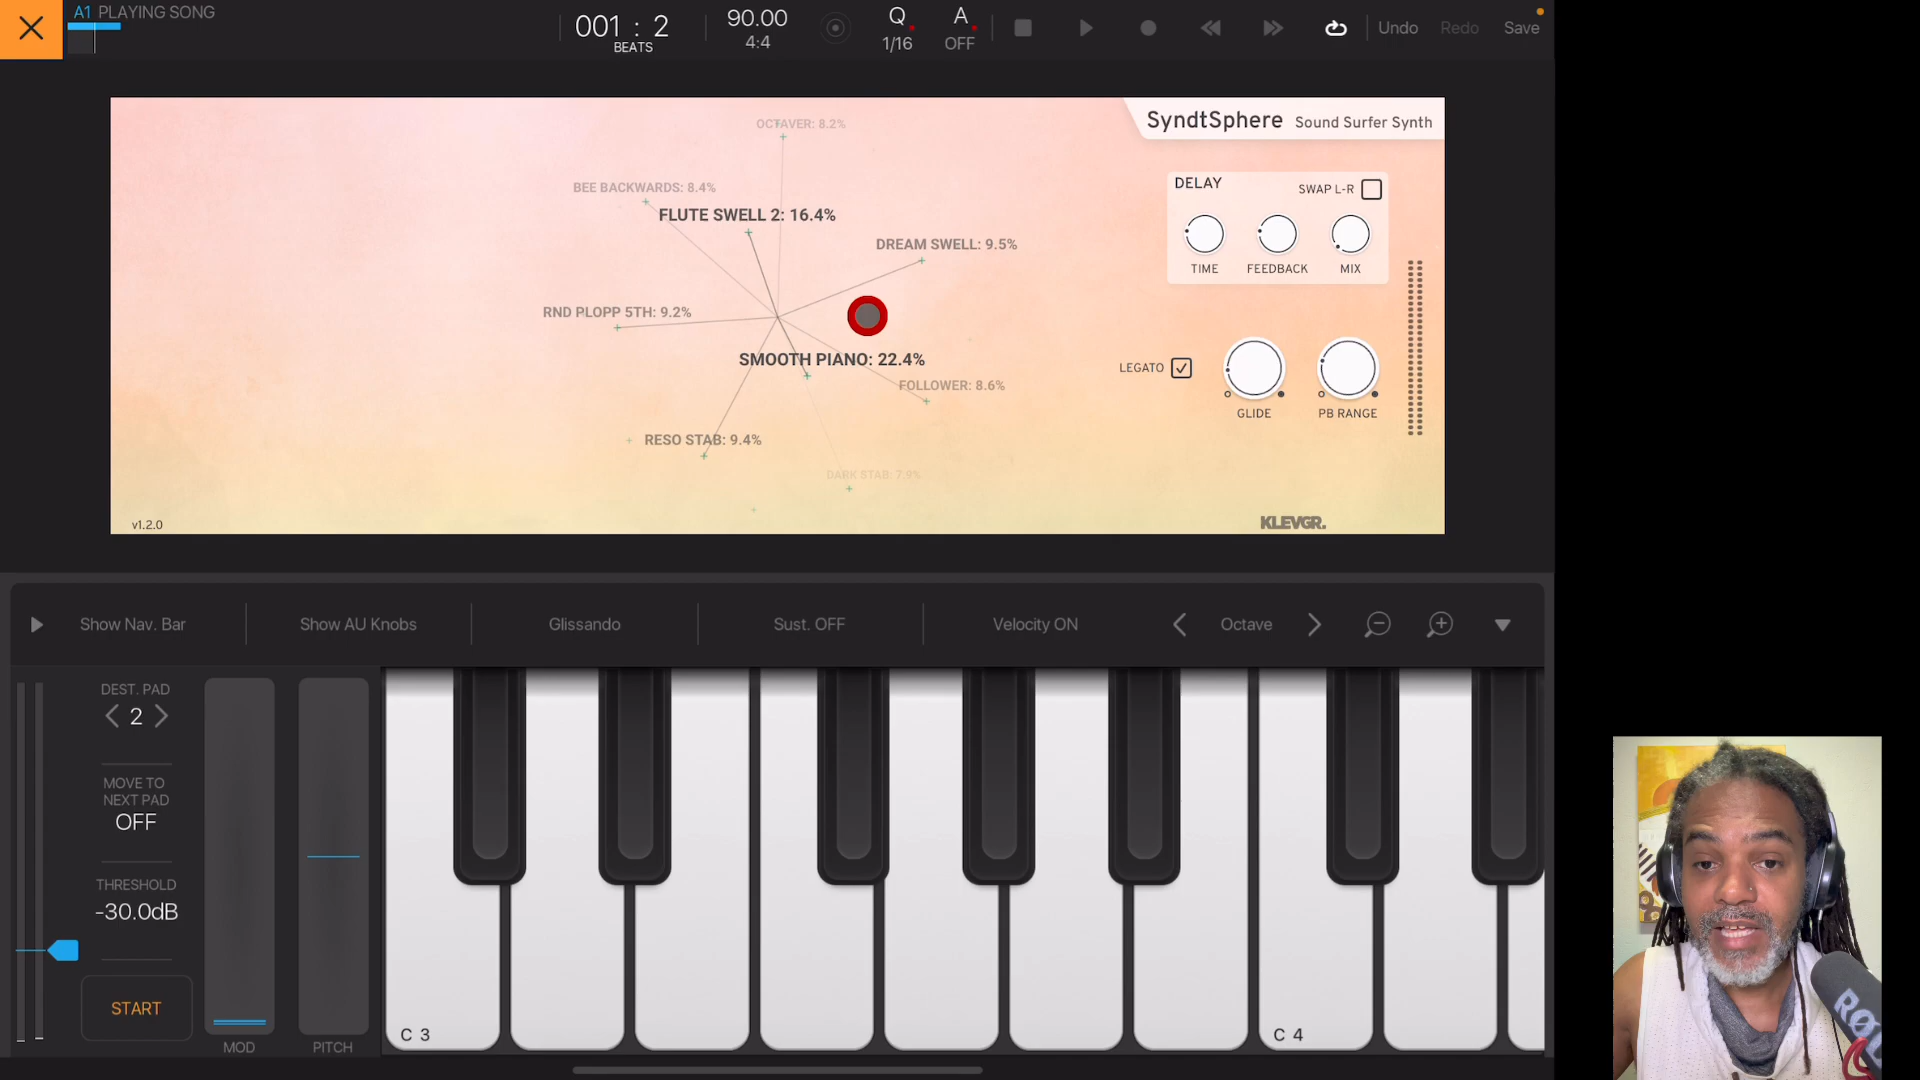 A1 PLAYING SONG
001 : 2
BEATS
90.00
4:4
Q
1/16
A
OFF
Undo
Redo
Save
SyndtSphere Sound Surfer Synth
OCTAVER: 8.2%
BEE BACKWARDS: 8.4%
FLUTE SWELL 2: 16.4%
DREAM SWELL: 9.5%
RND PLOPP 5TH: 9.2%
SMOOTH PIANO: 22.4%
FOLLOWER: 8.6%
RESO STAB: 9.4%
DARK STAB: 7.9%
DELAY
SWAP L-R
TIME
FEEDBACK
MIX
LEGATO
GLIDE
PB RANGE
v1.2.0
KLEVGR.
Show Nav. Bar
Show AU Knobs
Glissando
Sust. OFF
Velocity ON
Octave
DEST. PAD
2
MOVE TO
NEXT PAD
OFF
THRESHOLD
-30.0dB
START
MOD
PITCH
C 3
C 4